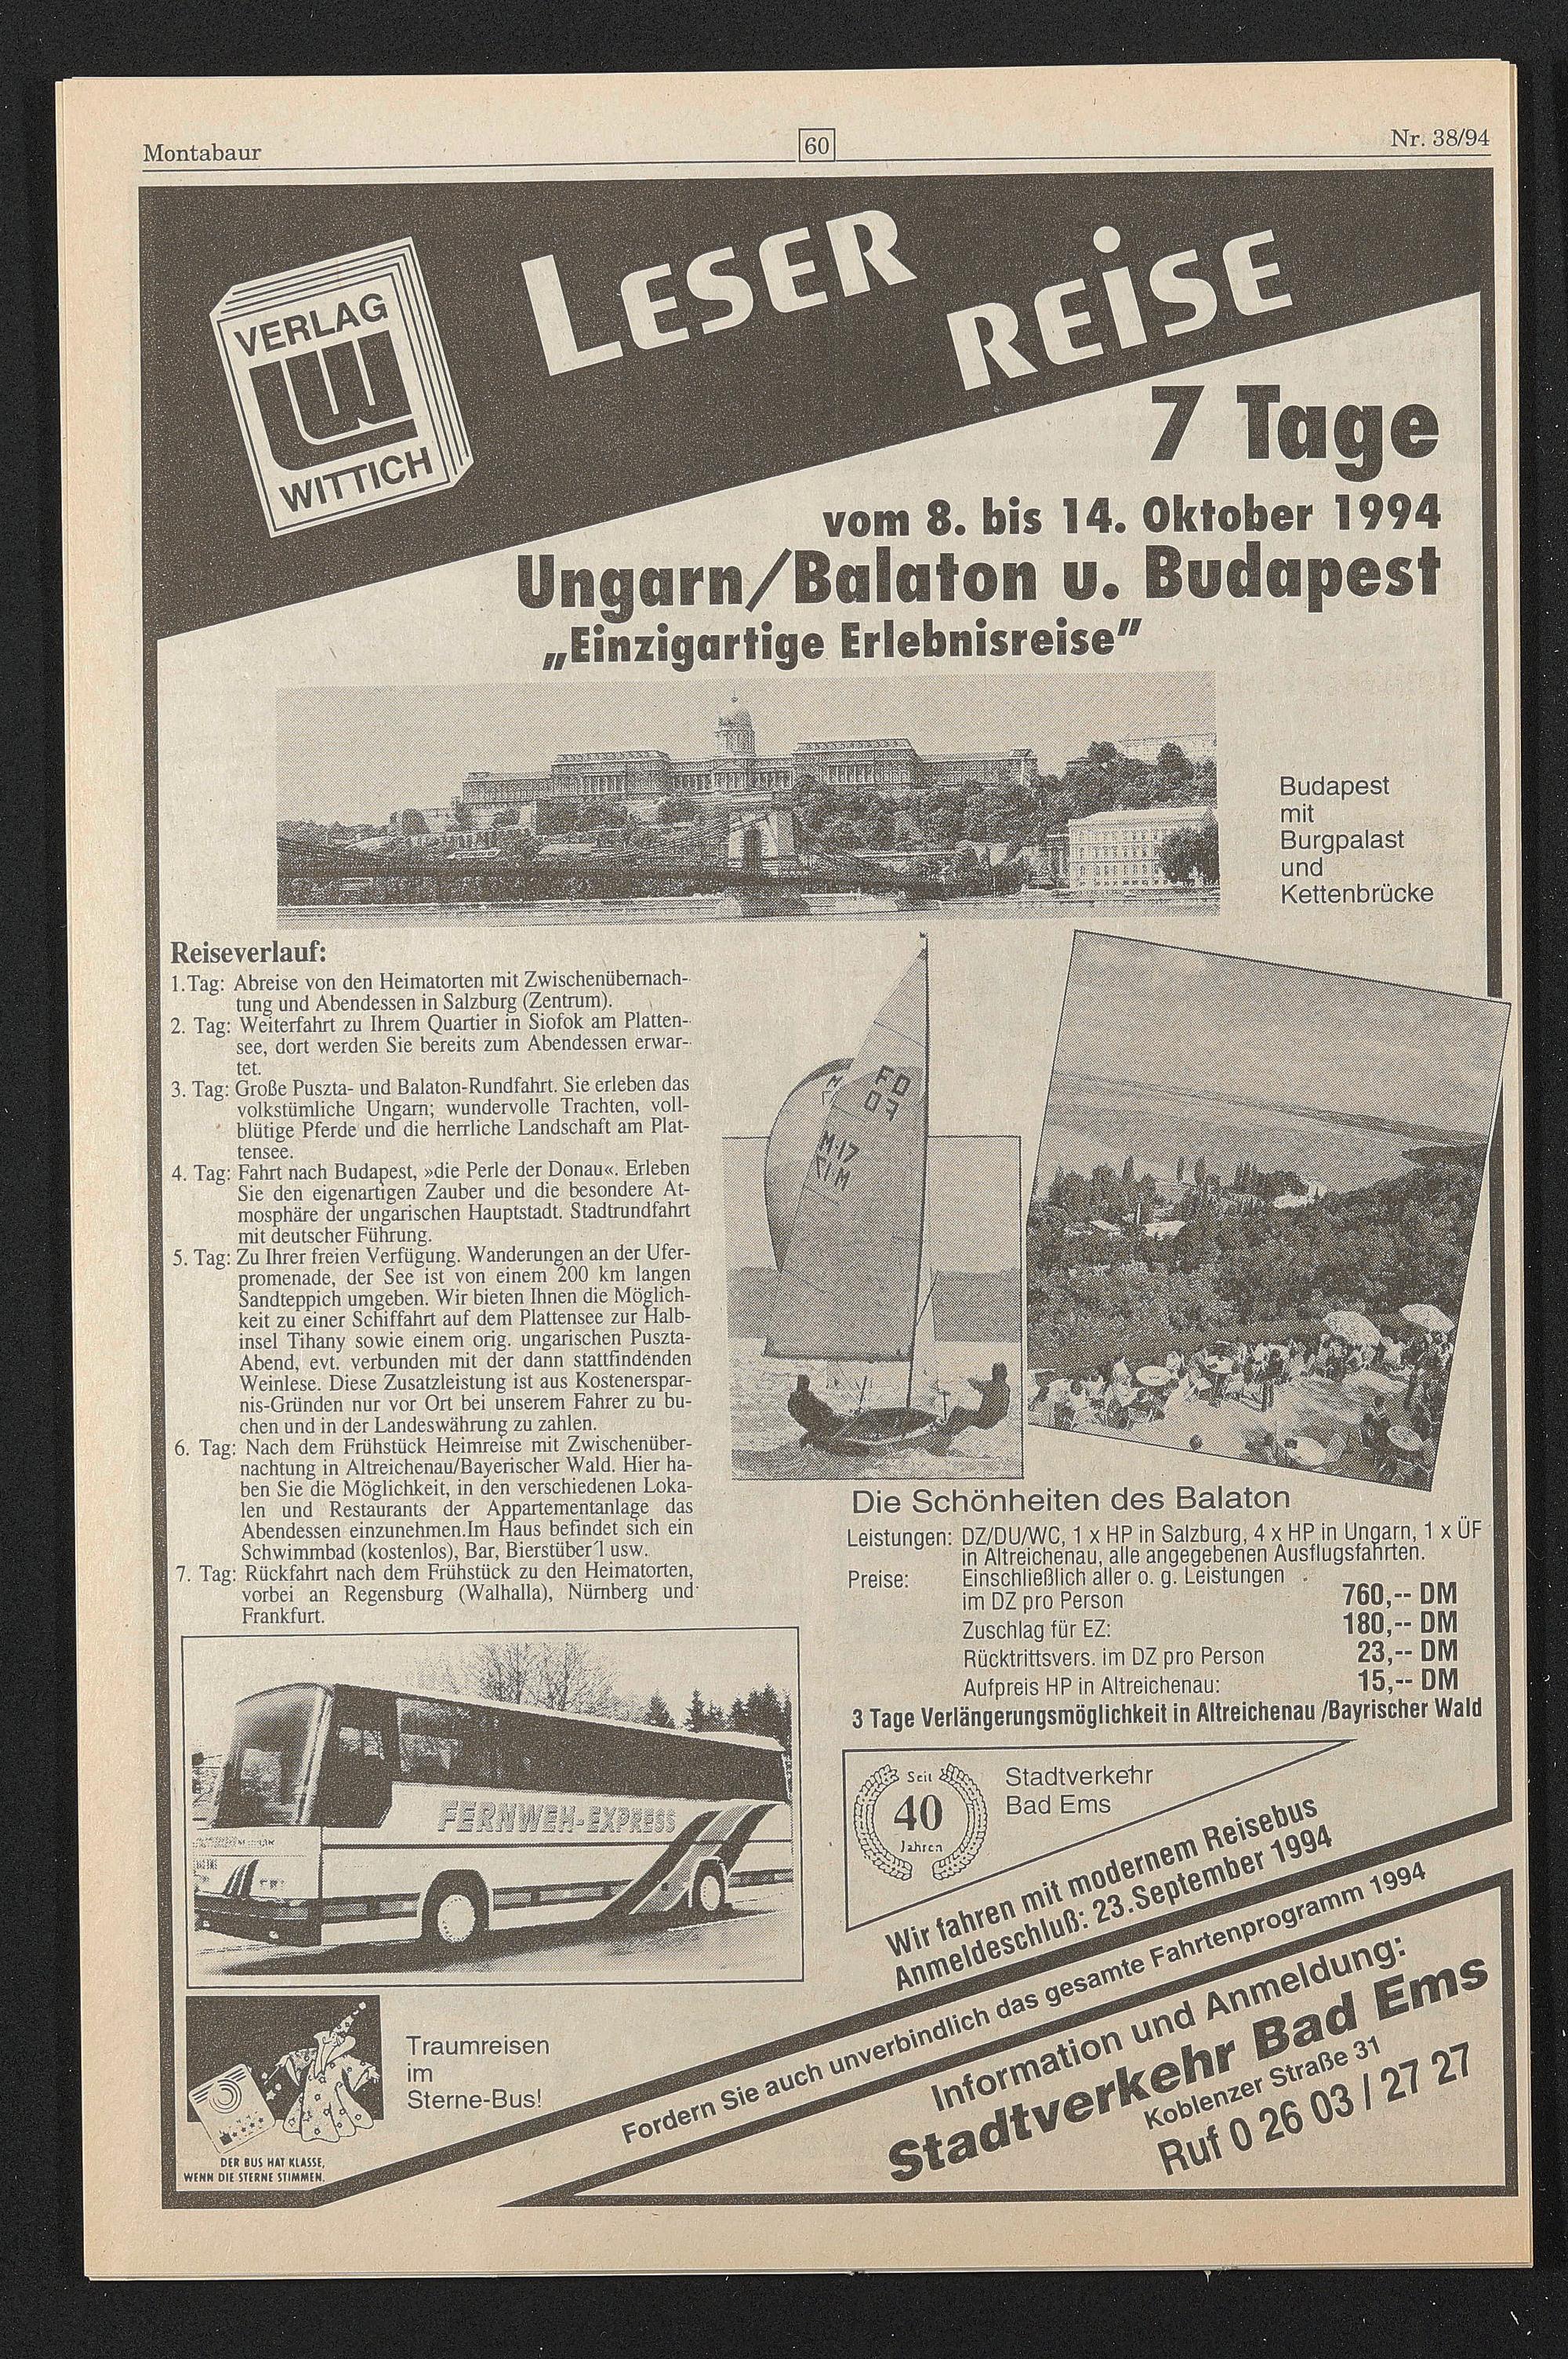 Montabaur
60
Nr. 38/94
VERLAG
LW
WITTICH
LESER
REISE
7 Tage
vom 8. bis 14. Oktober 1994
Ungarn/Balaton u. Budapest
„Einzigartige Erlebnisreise”
Budapest
mit
Burgpalast
und
Kettenbrücke
Reiseverlauf:
1.Tag: Abreise von den Heimatorten mit Zwischenübernach-
tung und Abendessen in Salzburg (Zentrum).
2. Tag: Weiterfahrt zu Ihrem Quartier in Siofok am Platten-
see, dort werden Sie bereits zum Abendessen erwar-
tet.
3. Tag: Große Puszta- und Balaton-Rundfahrt. Sie erleben das
volkstümliche Ungarn; wundervolle Trachten, voll-
blütige Pferde und die herrliche Landschaft am Plat-
tensee.
4. Tag: Fahrt nach Budapest, »die Perle der Donau«. Erleben
Sie den eigenartigen Zauber und die besondere At-
mosphäre der ungarischen Hauptstadt. Stadtrundfahrt
mit deutscher Führung.
5. Tag: Zu Ihrer freien Verfügung. Wanderungen an der Ufer-
promenade, der See ist von einem 200 km langen
Sandteppich umgeben. Wir bieten Ihnen die Möglich-
keit zu einer Schiffahrt auf dem Plattensee zur Halb-
insel Tihany sowie einem orig. ungarischen Puszta-
Abend, evt. verbunden mit der dann stattfindenden
Weinlese. Diese Zusatzleistung ist aus Kostenerspar-
nis-Gründen nur vor Ort bei unserem Fahrer zu bu-
chen und in der Landeswährung zu zahlen.
6. Tag: Nach dem Frühstück Heimreise mit Zwischenüber-
nachtung in Altreichenau/Bayerischer Wald. Hier ha-
ben Sie die Möglichkeit, in den verschiedenen Loka-
len und Restaurants der Appartementanlage das
Abendessen einzunehmen.Im Haus befindet sich ein
Schwimmbad (kostenlos), Bar, Bierstüber'l usw.
7. Tag: Rückfahrt nach dem Frühstück zu den Heimatorten,
vorbei an Regensburg (Walhalla), Nürnberg und
Frankfurt.
FD
07
M-17
Die Schönheiten des Balaton
Leistungen: DZ/DU/WC, 1 x HP in Salzburg, 4 x HP in Ungarn, 1 x ÜF
in Altreichenau, alle angegebenen Ausflugsfahrten.
Preise: Einschließlich aller o. g. Leistungen
im DZ pro Person 760,-- DM
Zuschlag für EZ: 180,-- DM
Rücktrittsvers. im DZ pro Person 23,-- DM
Aufpreis HP in Altreichenau: 15,-- DM
3 Tage Verlängerungsmöglichkeit in Altreichenau /Bayrischer Wald
FERNWEH-EXPRESS
Seit
40
Jahren
Stadtverkehr
Bad Ems
Wir fahren mit modernem Reisebus
Anmeldeschluß: 23.September 1994
Fordern Sie auch unverbindlich das gesamte Fahrtenprogramm 1994
Information und Anmeldung:
Stadtverkehr Bad Ems
Koblenzer Straße 31
Ruf 0 26 03 / 27 27
Traumreisen
im
Sterne-Bus!
DER BUS HAT KLASSE,
WENN DIE STERNE STIMMEN.